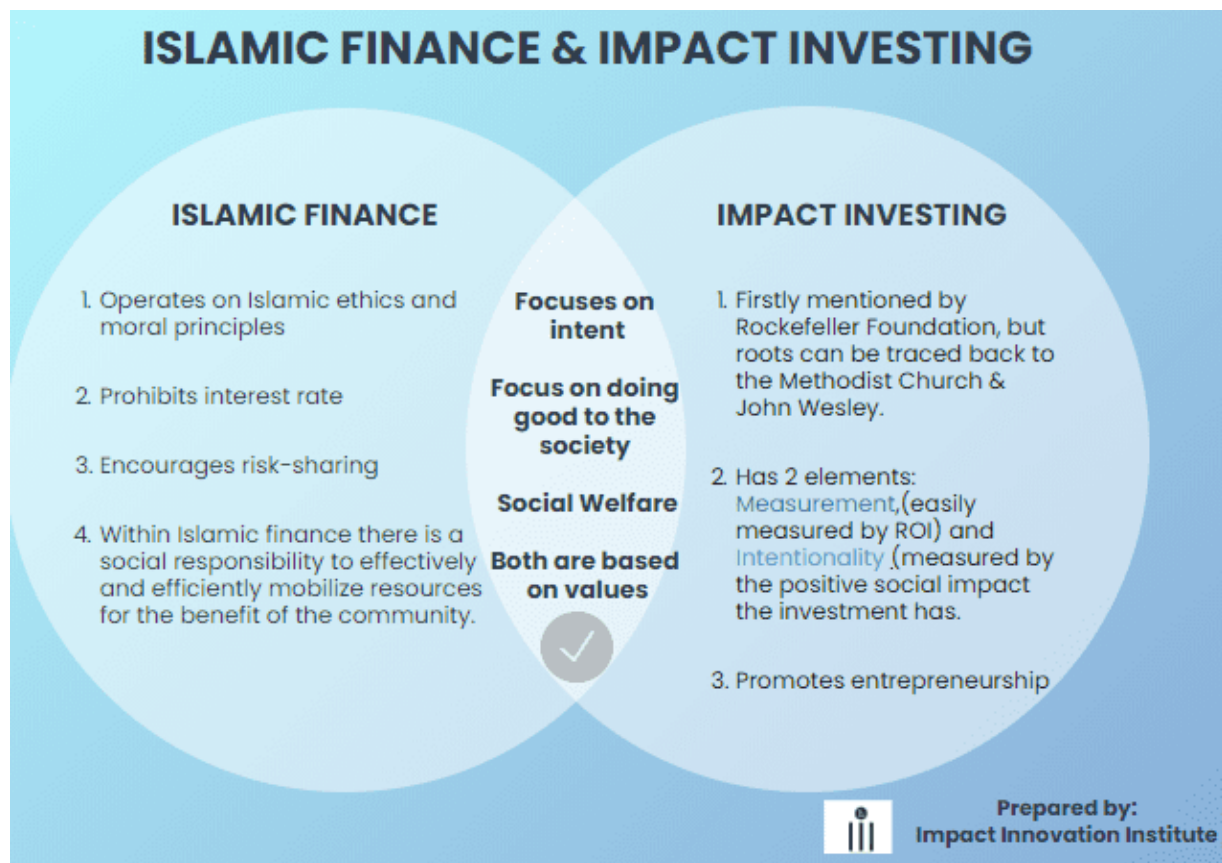 ISLAMIC FINANCE & IMPACT INVESTING
ISLAMIC FINANCE
1. Operates on Islamic ethics and
moral principles
2. Prohibits interest rate
3. Encourages risk-sharing
4. Within Islamic finance there is a
social responsibility to effectively
and efficiently mobilize resources
for the benefit of the community.
Focuses on
intent
Focus on doing
good to the
society
Social Welfare
Both are based
on values
IMPACT INVESTING
1. Firstly mentioned by
Rockefeller Foundation, but
roots can be traced back to
the Methodist Church &
John Wesley.
2. Has 2 elements:
Measurement,(easily
measured by ROI) and
Intentionality (measured by
the positive social impact
the investment has.
3. Promotes entrepreneurship
Prepared by:
Impact Innovation Institute